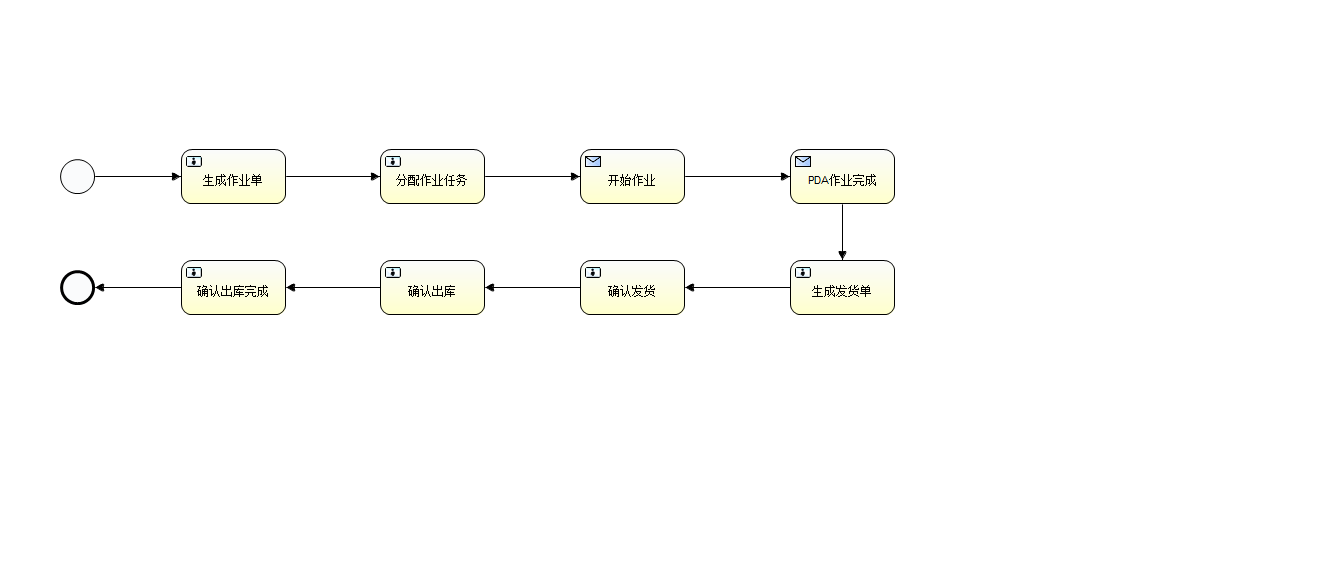 生成作业单
分配作业任务
开始作业
PDA作业完成
确认出库完成
确认出库
确认发货
生成发货单